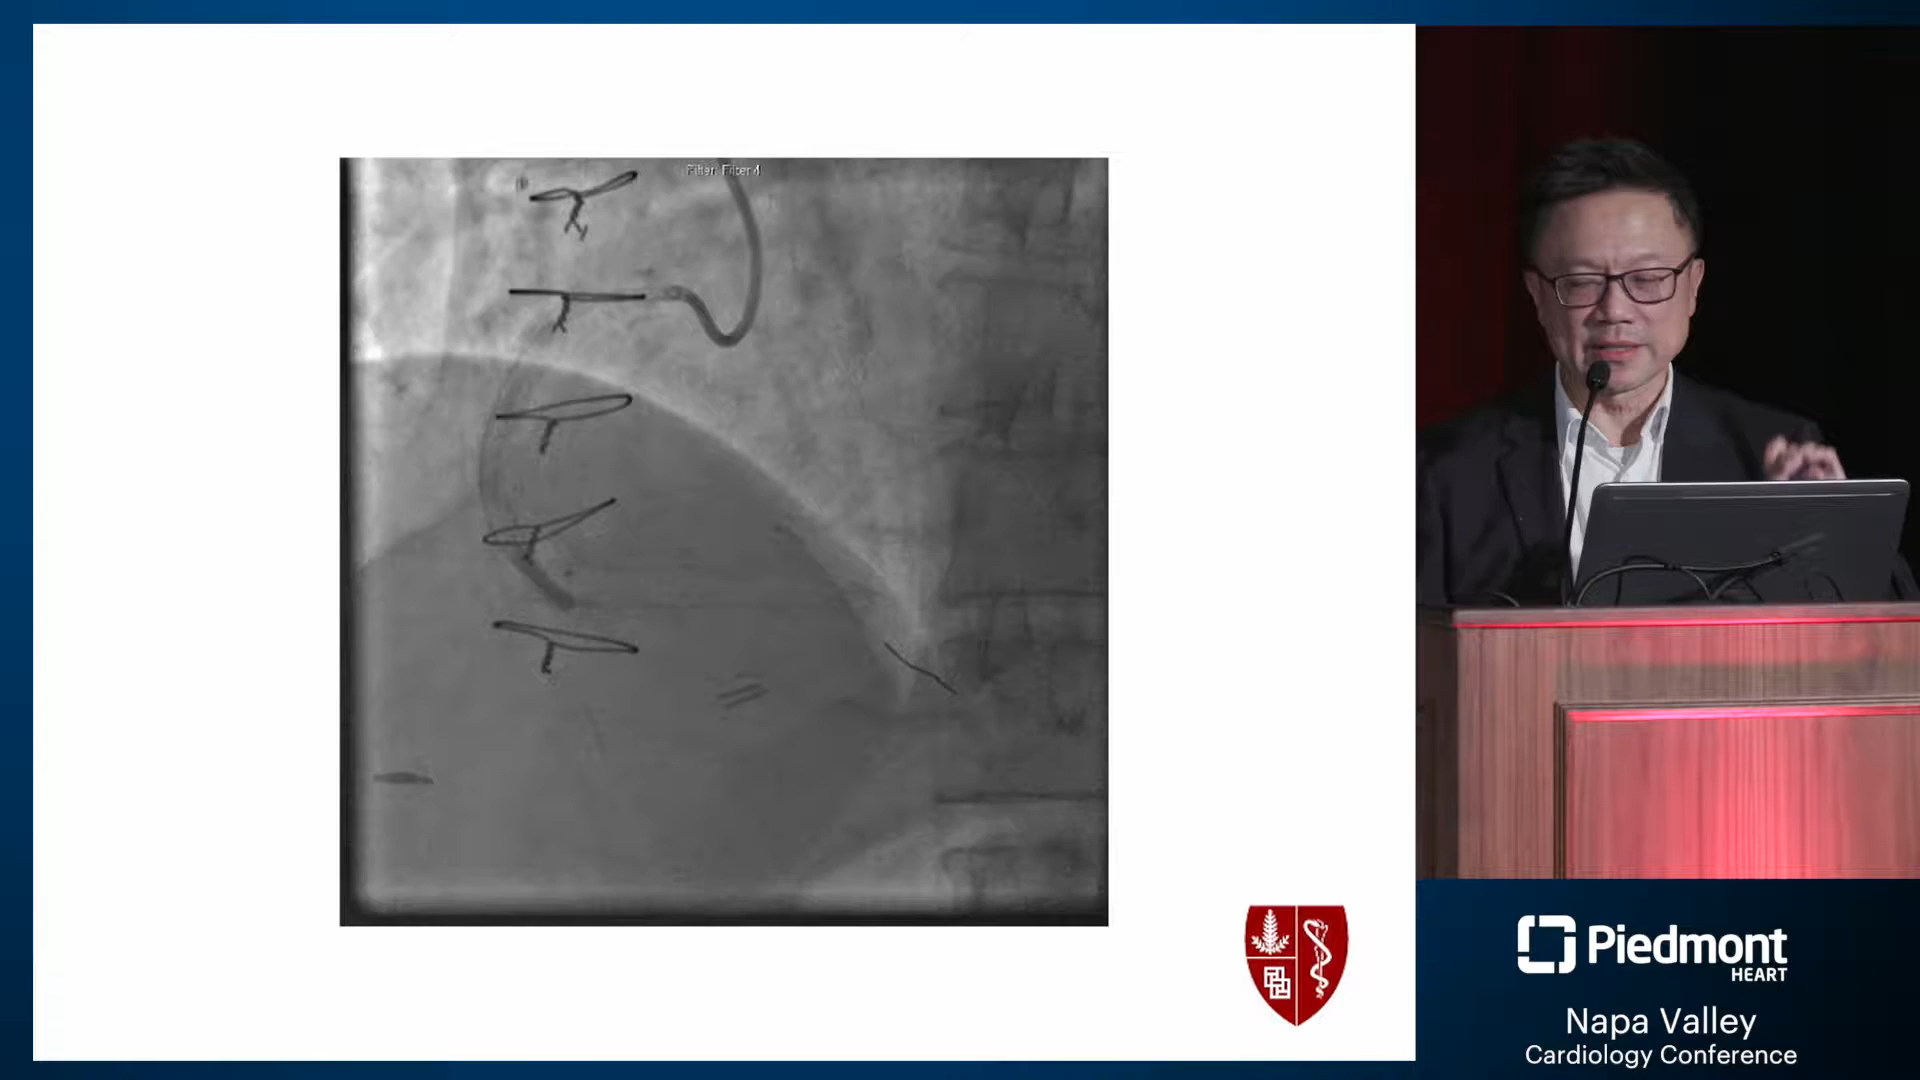 Filter: Filter 4
Piedmont
HEART
Napa Valley
Cardiology Conference